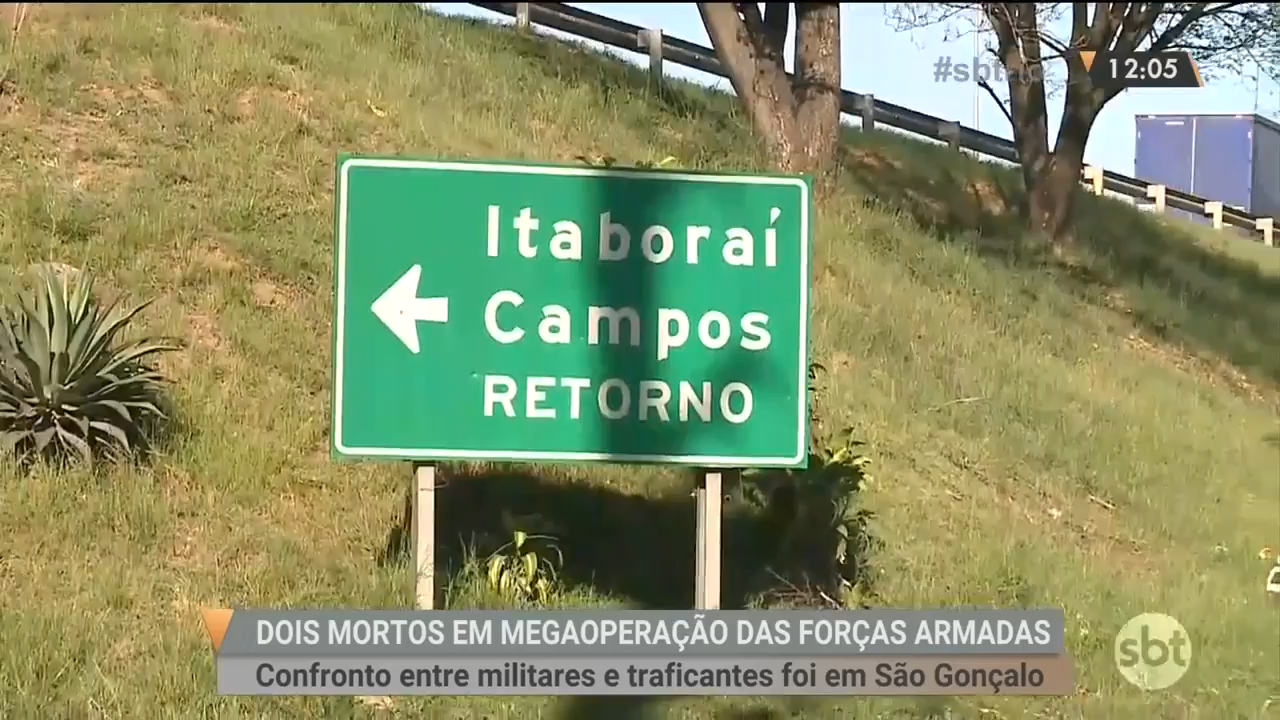 #sbtrio
12:05
Itaboraí
Campos
RETORNO
DOIS MORTOS EM MEGAOPERAÇÃO DAS FORÇAS ARMADAS
Confronto entre militares e traficantes foi em São Gonçalo
sbt